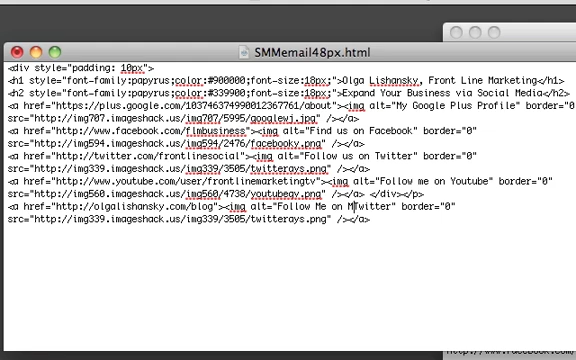 SMMemail48px.html
<div style="padding: 10px">
<h1 style="font-family:papyrus;color:#900000;font-size:18px;">Olga Lishansky, Front Line Marketing</h1>
<h2 style="font-family:papyrus;color:#339900;font-size:18px;">Expand Your Business via Social Media</h2>
<a href="https://plus.google.com/103746374990012367761/about"><img alt="My Google Plus Profile" border="0
src="http://img707.imageshack.us/img707/5995/googlewj.jpg" /></a>
<a href="http://www.facebook.com/flmbusiness"><img alt="Find us on Facebook" border="0"
src="http://img594.imageshack.us/img594/2476/facebooky.png" /></a>
<a href="http://twitter.com/frontlinesocial"><img alt="Follow us on Twitter" border="0"
src="http://img339.imageshack.us/img339/3505/twitterays.png" /></a>
<a href="http://www.youtube.com/user/frontlinemarketingtv"><img alt="Follow me on Youtube" border="0"
src="http://img560.imageshack.us/img560/4738/youtubegv.png" /></a> </div></p>
<a href="http://olgalishansky.com/blog"><img alt="Follow Me on MTwitter" border="0"
src="http://img339.imageshack.us/img339/3505/twitterays.png" /></a>